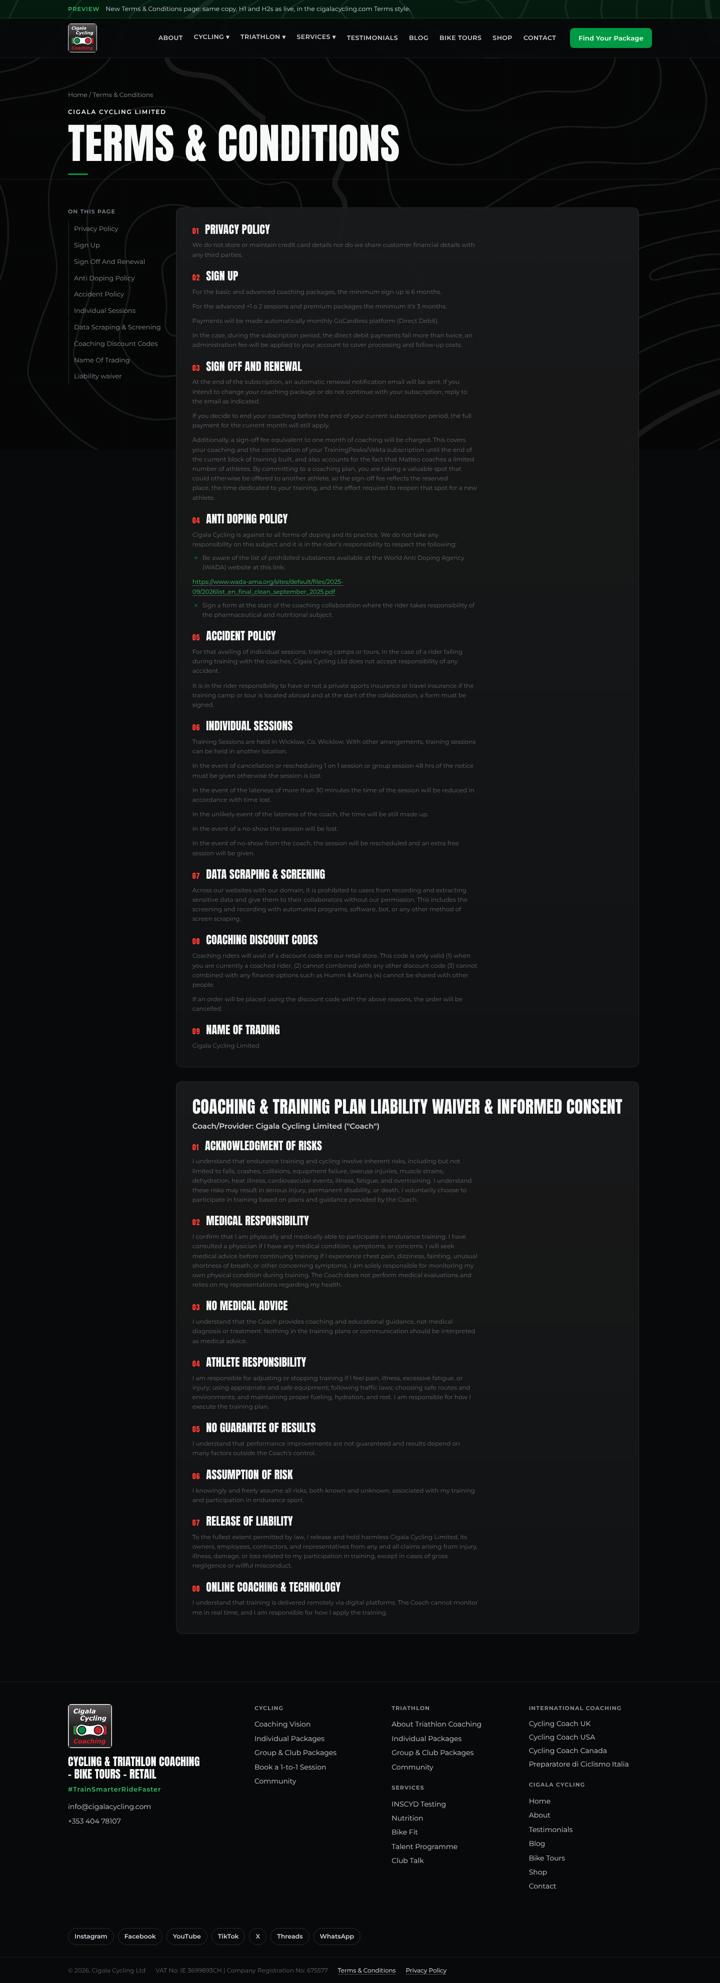 PREVIEW New Terms & Conditions page: same copy, H1 and H2s as live, in the cigalacycling.com Terms style.
Cigala Cycling Coaching
ABOUT CYCLING ▾ TRIATHLON ▾ SERVICES ▾ TESTIMONIALS BLOG BIKE TOURS SHOP CONTACT Find Your Package
Home / Terms & Conditions
CIGALA CYCLING LIMITED
TERMS & CONDITIONS
ON THIS PAGE
Privacy Policy
Sign Up
Sign Off And Renewal
Anti Doping Policy
Accident Policy
Individual Sessions
Data Scraping & Screening
Coaching Discount Codes
Name Of Trading
Liability waiver
01 PRIVACY POLICY
We do not store or maintain credit card details nor do we share customer financial details with
any third parties.
02 SIGN UP
For the basic and advanced coaching packages, the minimum sign-up is 6 months.
For the advanced +1 o 2 sessions and premium packages the minimum it's 3 months.
Payments will be made automatically monthly GoCardless platform (Direct Debit).
In the case, during the subscription period, the direct debit payments fail more than twice, an
administration fee will be applied to your account to cover processing and follow-up costs.
03 SIGN OFF AND RENEWAL
At the end of the subscription, an automatic renewal notification email will be sent. If you
intend to change your coaching package or do not continue with your subscription, reply to
the email as indicated.
If you decide to end your coaching before the end of your current subscription period, the full
payment for the current month will still apply.
Additionally, a sign-off fee equivalent to one month of coaching will be charged. This covers
your coaching and the continuation of your TrainingPeaks/Vekta subscription until the end of
the current block of training built, and also accounts for the fact that Matteo coaches a limited
number of athletes. By committing to a coaching plan, you are taking a valuable spot that
could otherwise be offered to another athlete, so the sign-off fee reflects the reserved
place, the time dedicated to your training, and the effort required to reopen that spot for a new
athlete.
04 ANTI DOPING POLICY
Cigala Cycling is against to all forms of doping and its practice. We do not take any
responsibility on this subject and it is in the rider's responsibility to respect the following:
Be aware of the list of prohibited substances available at the World Anti Doping Agency
(WADA) website at this link:
https://www.wada-ama.org/sites/default/files/2025-
09/2026list_en_final_clean_september_2025.pdf
Sign a form at the start of the coaching collaboration where the rider takes responsibility of
the pharmaceutical and nutritional subject.
05 ACCIDENT POLICY
For that availing of individual sessions, training camps or tours, in the case of a rider falling
during training with the coaches, Cigala Cycling Ltd does not accept responsibility of any
accident.
It is in the rider responsibility to have or not a private sports insurance or travel insurance if the
training camp or tour is located abroad and at the start of the collaboration, a form must be
signed.
06 INDIVIDUAL SESSIONS
Training Sessions are held in Wicklow, Co. Wicklow. With other arrangements, training sessions
can be held in another location.
In the event of cancellation or rescheduling 1 on 1 session or group session 48 hrs of the notice
must be given otherwise the session is lost.
In the event of the lateness of more than 30 minutes the time of the session will be reduced in
accordance with time lost.
In the unlikely event of the lateness of the coach, the time will be still made up.
In the event of a no-show the session will be lost.
In the event of no-show from the coach, the session will be rescheduled and an extra free
session will be given.
07 DATA SCRAPING & SCREENING
Across our websites with our domain, it is prohibited to users from recording and extracting
sensitive data and give them to their collaborators without our permission. This includes the
screening and recording with automated programs, software, bot, or any other method of
screen scraping.
08 COACHING DISCOUNT CODES
Coaching riders will avail of a discount code on our retail store. This code is only valid (1) when
you are currently a coached rider, (2) cannot combined with any other discount code (3) cannot
combined with any finance options such as Humm & Klarna (4) cannot be shared with other
people.
If an order will be placed using the discount code with the above reasons, the order will be
cancelled.
09 NAME OF TRADING
Cigala Cycling Limited
COACHING & TRAINING PLAN LIABILITY WAIVER & INFORMED CONSENT
Coach/Provider: Cigala Cycling Limited ("Coach")
01 ACKNOWLEDGMENT OF RISKS
I understand that endurance training and cycling involve inherent risks, including but not
limited to falls, crashes, collisions, equipment failure, overuse injuries, muscle strains,
dehydration, heat illness, cardiovascular events, illness, fatigue, and overtraining. I understand
these risks may result in serious injury, permanent disability, or death. I voluntarily choose to
participate in training based on plans and guidance provided by the Coach.
02 MEDICAL RESPONSIBILITY
I confirm that I am physically and medically able to participate in endurance training. I have
consulted a physician if I have any medical condition, symptoms, or concerns. I will seek
medical advice before continuing training if I experience chest pain, dizziness, fainting, unusual
shortness of breath, or other concerning symptoms. I am solely responsible for monitoring my
own physical condition during training. The Coach does not perform medical evaluations and
relies on my representations regarding my health.
03 NO MEDICAL ADVICE
I understand that the Coach provides coaching and educational guidance, not medical
diagnosis or treatment. Nothing in the training plans or communication should be interpreted
as medical advice.
04 ATHLETE RESPONSIBILITY
I am responsible for adjusting or stopping training if I feel pain, illness, excessive fatigue, or
injury; using appropriate and safe equipment; following traffic laws; choosing safe routes and
environments; and maintaining proper fueling, hydration, and rest. I am responsible for how I
execute the training plan.
05 NO GUARANTEE OF RESULTS
I understand that performance improvements are not guaranteed and results depend on
many factors outside the Coach's control.
06 ASSUMPTION OF RISK
I knowingly and freely assume all risks, both known and unknown, associated with my training
and participation in endurance sport.
07 RELEASE OF LIABILITY
To the fullest extent permitted by law, I release and hold harmless Cigala Cycling Limited, its
owners, employees, contractors, and representatives from any and all claims arising from injury,
illness, damage, or loss related to my participation in training, except in cases of gross
negligence or willful misconduct.
08 ONLINE COACHING & TECHNOLOGY
I understand that training is delivered remotely via digital platforms. The Coach cannot monitor
me in real time, and I am responsible for how I apply the training.
Cigala Cycling Coaching
CYCLING & TRIATHLON COACHING
- BIKE TOURS - RETAIL
#TrainSmarterRideFaster
info@cigalacycling.com
+353 404 78107
CYCLING
Coaching Vision
Individual Packages
Group & Club Packages
Book a 1-to-1 Session
Community
TRIATHLON
About Triathlon Coaching
Individual Packages
Group & Club Packages
Community
SERVICES
INSCYD Testing
Nutrition
Bike Fit
Talent Programme
Club Talk
INTERNATIONAL COACHING
Cycling Coach UK
Cycling Coach USA
Cycling Coach Canada
Preparatore di Ciclismo Italia
CIGALA CYCLING
Home
About
Testimonials
Blog
Bike Tours
Shop
Contact
Instagram Facebook YouTube TikTok X Threads WhatsApp
© 2026, Cigala Cycling Ltd VAT No: IE 3699893CH | Company Registration No: 675577 Terms & Conditions Privacy Policy